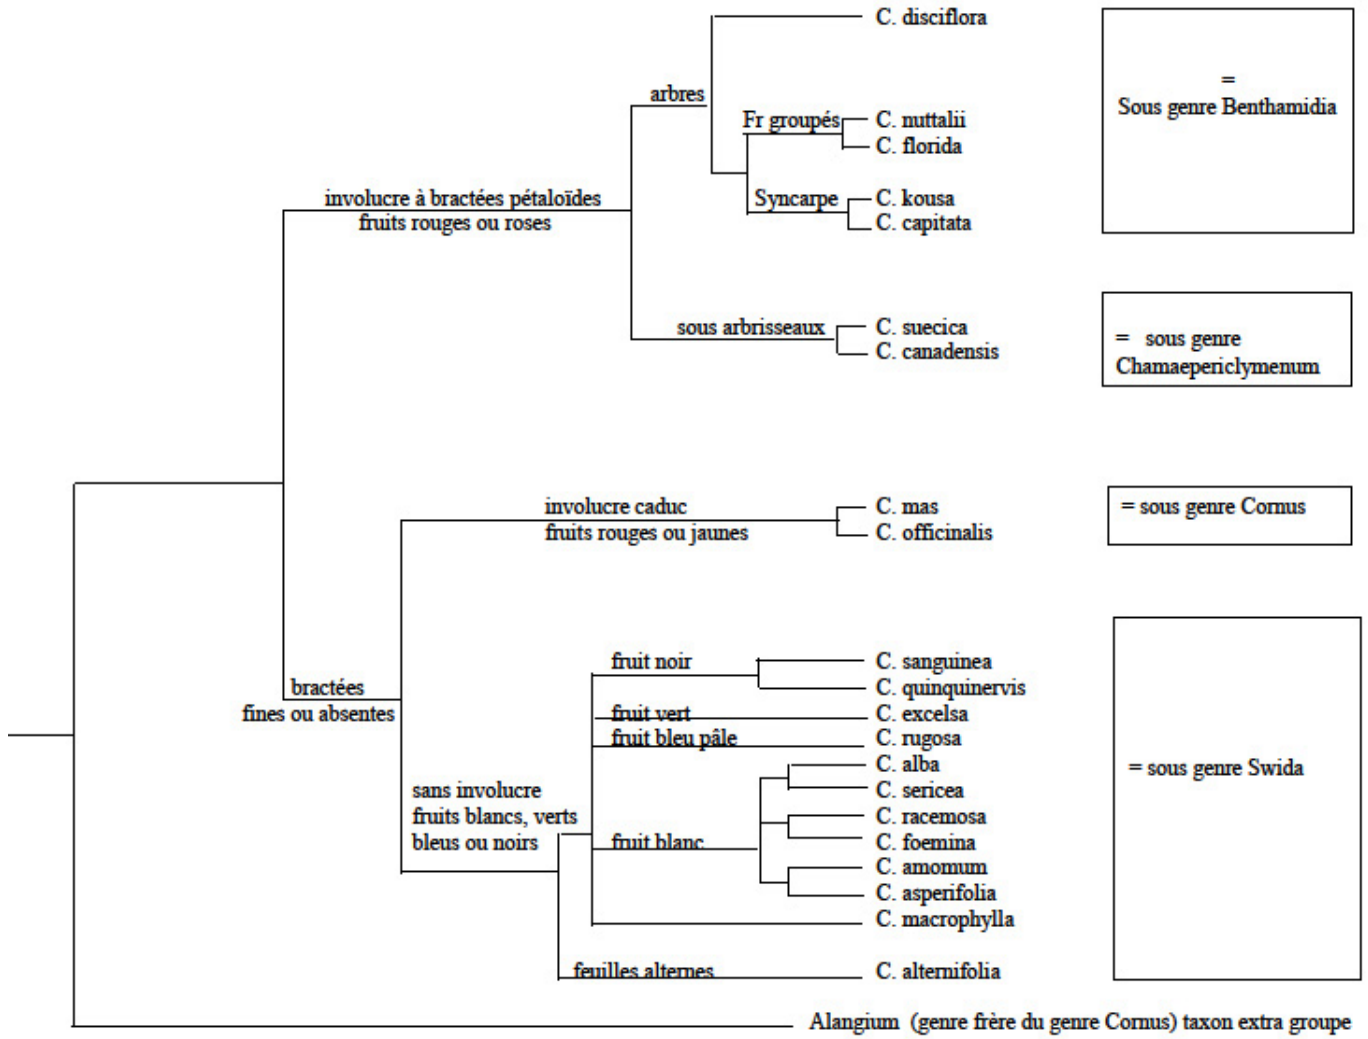 C. disciflora
arbres
=
Sous genre Benthamidia
Fr groupés
C. nuttalii
C. florida
involucre à bractées pétaloïdes
fruits rouges ou roses
Syncarpe
C. kousa
C. capitata
sous arbrisseaux
C. suecica
C. canadensis
= sous genre
Chamaepericlymenum
involucre caduc
fruits rouges ou jaunes
C. mas
C. officinalis
= sous genre Cornus
bractées
fines ou absentes
fruit noir
C. sanguinea
C. quinquinervis
fruit vert
C. excelsa
fruit bleu pâle
C. rugosa
C. alba
C. sericea
= sous genre Swida
sans involucre
fruits blancs, verts
bleus ou noirs
fruit blanc
C. racemosa
C. foemina
C. amomum
C. asperifolia
C. macrophylla
feuilles alternes
C. alternifolia
Alangium (genre frère du genre Cornus) taxon extra groupe